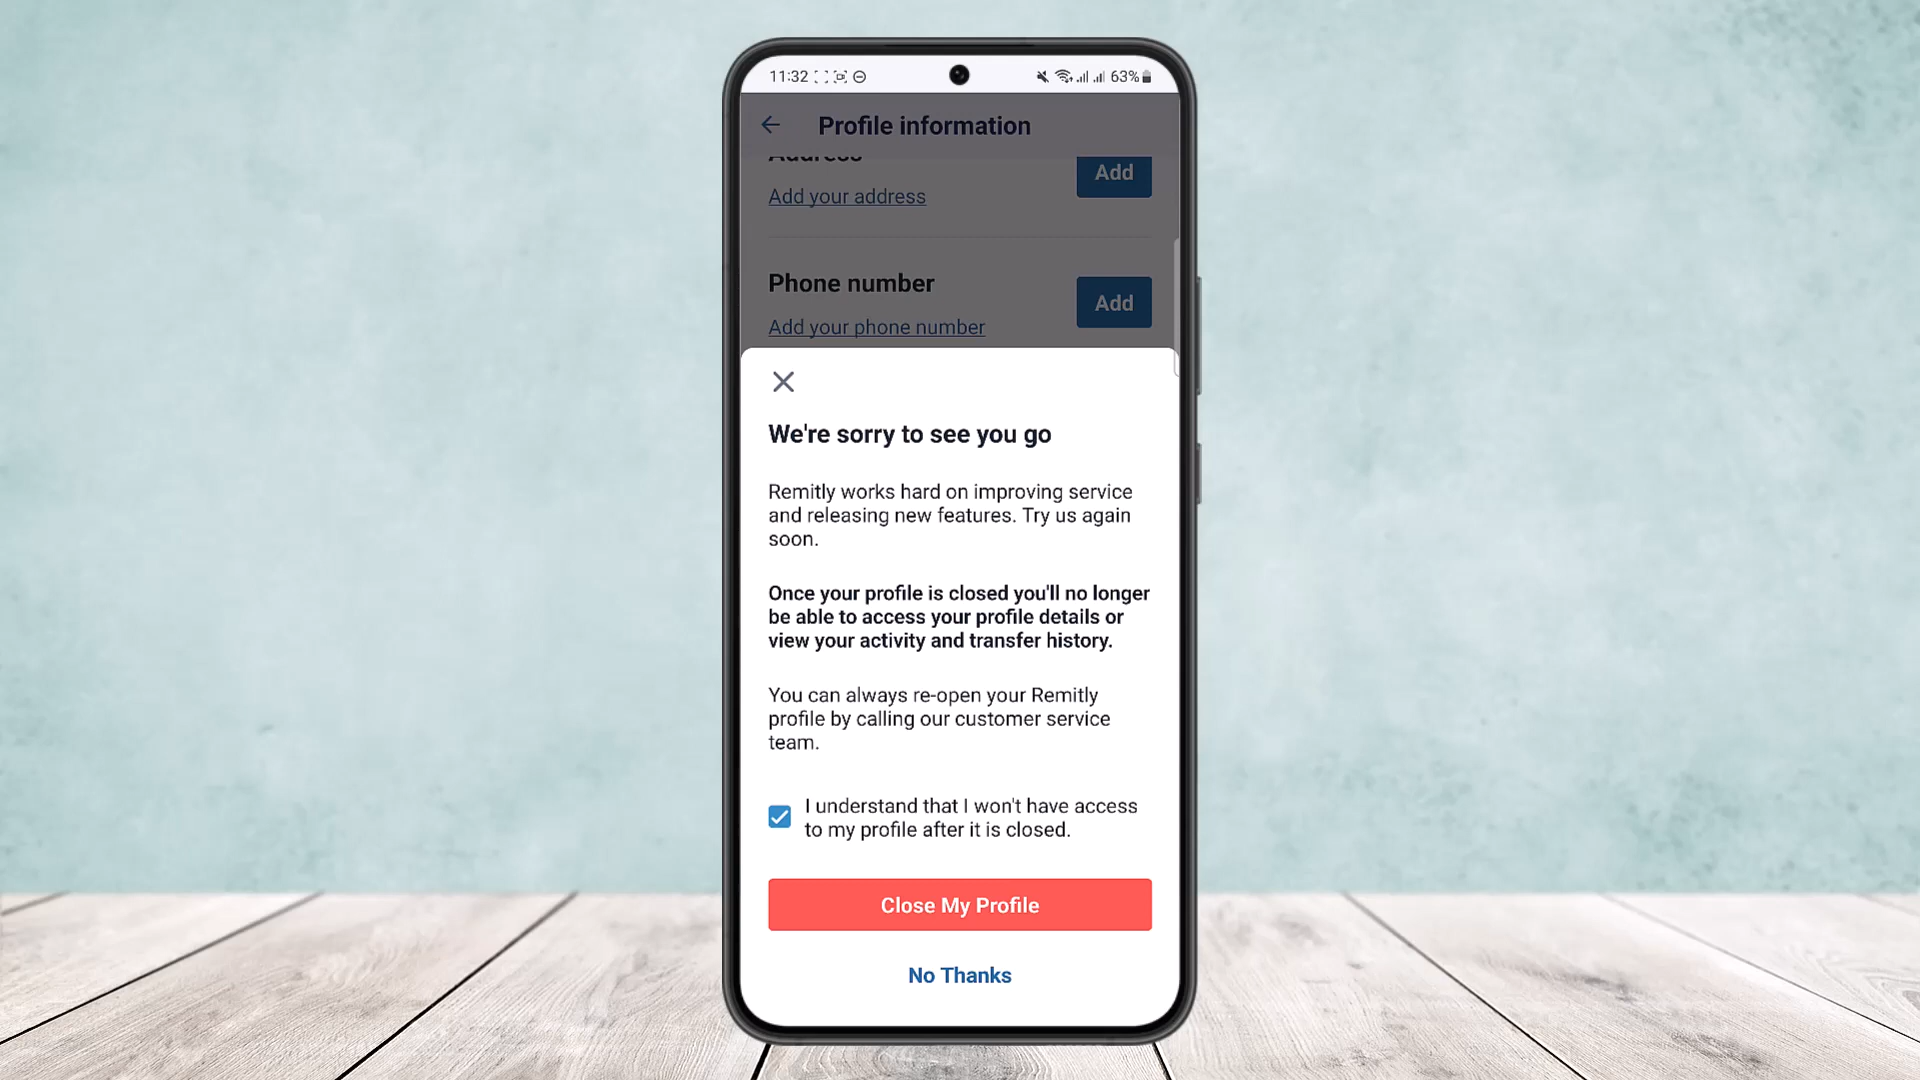 11:32
63%
Profile information
Address
Add
Add your address
Phone number
Add
Add your phone number
We're sorry to see you go
Remitly works hard on improving service
and releasing new features. Try us again
soon.
Once your profile is closed you'll no longer
be able to access your profile details or
view your activity and transfer history.
You can always re-open your Remitly
profile by calling our customer service
team.
I understand that I won't have access
to my profile after it is closed.
Close My Profile
No Thanks